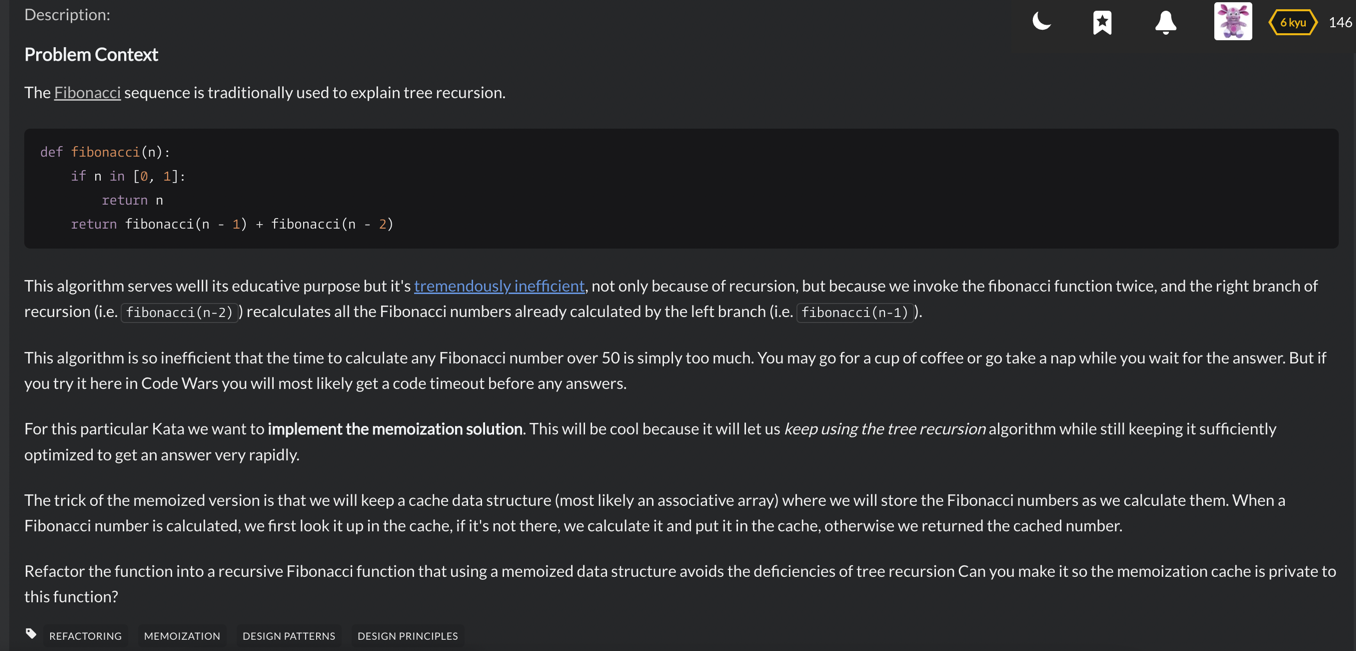 Description:
6 kyu 146
Problem Context
The Fibonacci sequence is traditionally used to explain tree recursion.
def fibonacci(n):
    if n in [0, 1]:
        return n
    return fibonacci(n - 1) + fibonacci(n - 2)
This algorithm serves welll its educative purpose but it's tremendously inefficient, not only because of recursion, but because we invoke the fibonacci function twice, and the right branch of
recursion (i.e. fibonacci(n-2) ) recalculates all the Fibonacci numbers already calculated by the left branch (i.e. fibonacci(n-1) ).
This algorithm is so inefficient that the time to calculate any Fibonacci number over 50 is simply too much. You may go for a cup of coffee or go take a nap while you wait for the answer. But if
you try it here in Code Wars you will most likely get a code timeout before any answers.
For this particular Kata we want to implement the memoization solution. This will be cool because it will let us keep using the tree recursion algorithm while still keeping it sufficiently
optimized to get an answer very rapidly.
The trick of the memoized version is that we will keep a cache data structure (most likely an associative array) where we will store the Fibonacci numbers as we calculate them. When a
Fibonacci number is calculated, we first look it up in the cache, if it's not there, we calculate it and put it in the cache, otherwise we returned the cached number.
Refactor the function into a recursive Fibonacci function that using a memoized data structure avoids the deficiencies of tree recursion Can you make it so the memoization cache is private to
this function?
REFACTORING MEMOIZATION DESIGN PATTERNS DESIGN PRINCIPLES